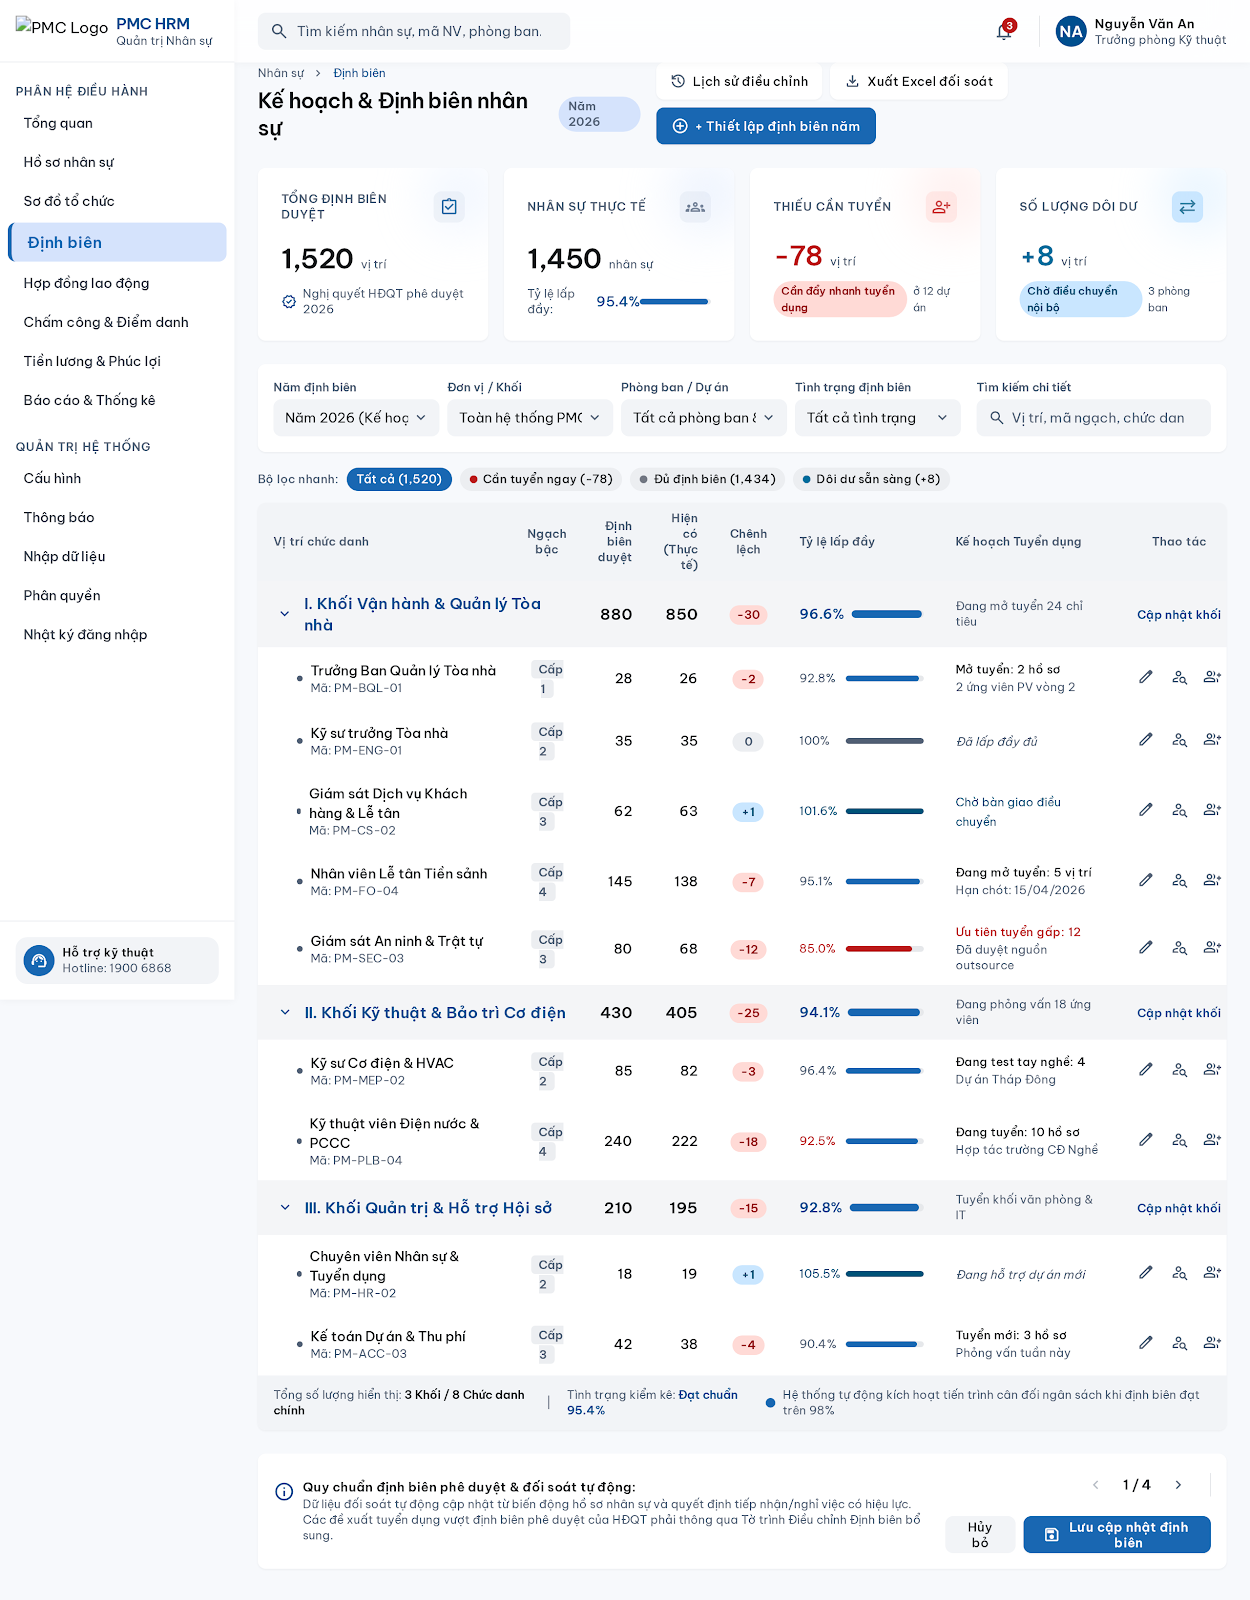 PMC Logo
PMC HRM
Quản trị Nhân sự
Tìm kiếm nhân sự, mã NV, phòng ban.
3
NA
Nguyễn Văn An
Trưởng phòng Kỹ thuật
PHÂN HỆ ĐIỀU HÀNH
Tổng quan
Hồ sơ nhân sự
Sơ đồ tổ chức
Định biên
Hợp đồng lao động
Chấm công & Điểm danh
Tiền lương & Phúc lợi
Báo cáo & Thống kê
QUẢN TRỊ HỆ THỐNG
Cấu hình
Thông báo
Nhập dữ liệu
Phân quyền
Nhật ký đăng nhập
Hỗ trợ kỹ thuật
Hotline: 1900 6868
Nhân sự
Định biên
Kế hoạch & Định biên nhân
sự
Năm
2026
Lịch sử điều chỉnh
Xuất Excel đối soát
+ Thiết lập định biên năm
TỔNG ĐỊNH BIÊN
DUYỆT
1,520 vị trí
Nghị quyết HĐQT phê duyệt
2026
NHÂN SỰ THỰC TẾ
1,450 nhân sự
Tỷ lệ lấp
đầy:
95.4%
THIẾU CẦN TUYỂN
-78 vị trí
Cần đẩy nhanh tuyển
dụng
ở 12 dự
án
SỐ LƯỢNG DÔI DƯ
+8 vị trí
Chờ điều chuyển
nội bộ
3 phòng
ban
Năm định biên
Năm 2026 (Kế hoạ
Đơn vị / Khối
Toàn hệ thống PMC
Phòng ban / Dự án
Tất cả phòng ban &
Tình trạng định biên
Tất cả tình trạng
Tìm kiếm chi tiết
Vị trí, mã ngạch, chức dan
Bộ lọc nhanh:
Tất cả (1,520)
Cần tuyển ngay (-78)
Đủ định biên (1,434)
Dôi dư sẵn sàng (+8)
Vị trí chức danh
Ngạch
bậc
Định
biên
duyệt
Hiện
có
(Thực
tế)
Chênh
lệch
Tỷ lệ lấp đầy
Kế hoạch Tuyển dụng
Thao tác
I. Khối Vận hành & Quản lý Tòa
nhà
880
850
-30
96.6%
Đang mở tuyển 24 chỉ
tiêu
Cập nhật khối
Trưởng Ban Quản lý Tòa nhà
Mã: PM-BQL-01
Cấp
1
28
26
-2
92.8%
Mở tuyển: 2 hồ sơ
2 ứng viên PV vòng 2
Kỹ sư trưởng Tòa nhà
Mã: PM-ENG-01
Cấp
2
35
35
0
100%
Đã lấp đầy đủ
Giám sát Dịch vụ Khách
hàng & Lễ tân
Mã: PM-CS-02
Cấp
3
62
63
+1
101.6%
Chờ bàn giao điều
chuyển
Nhân viên Lễ tân Tiền sảnh
Mã: PM-FO-04
Cấp
4
145
138
-7
95.1%
Đang mở tuyển: 5 vị trí
Hạn chót: 15/04/2026
Giám sát An ninh & Trật tự
Mã: PM-SEC-03
Cấp
3
80
68
-12
85.0%
Ưu tiên tuyển gấp: 12
Đã duyệt nguồn
outsource
II. Khối Kỹ thuật & Bảo trì Cơ điện
430
405
-25
94.1%
Đang phỏng vấn 18 ứng
viên
Cập nhật khối
Kỹ sư Cơ điện & HVAC
Mã: PM-MEP-02
Cấp
2
85
82
-3
96.4%
Đang test tay nghề: 4
Dự án Tháp Đông
Kỹ thuật viên Điện nước &
PCCC
Mã: PM-PLB-04
Cấp
4
240
222
-18
92.5%
Đang tuyển: 10 hồ sơ
Hợp tác trường CĐ Nghề
III. Khối Quản trị & Hỗ trợ Hội sở
210
195
-15
92.8%
Tuyển khối văn phòng &
IT
Cập nhật khối
Chuyên viên Nhân sự &
Tuyển dụng
Mã: PM-HR-02
Cấp
2
18
19
+1
105.5%
Đang hỗ trợ dự án mới
Kế toán Dự án & Thu phí
Mã: PM-ACC-03
Cấp
3
42
38
-4
90.4%
Tuyển mới: 3 hồ sơ
Phỏng vấn tuần này
Tổng số lượng hiển thị: 3 Khối / 8 Chức danh
chính
Tình trạng kiểm kê: Đạt chuẩn
95.4%
Hệ thống tự động kích hoạt tiến trình cân đối ngân sách khi định biên đạt
trên 98%
Quy chuẩn định biên phê duyệt & đối soát tự động:
Dữ liệu đối soát tự động cập nhật từ biến động hồ sơ nhân sự và quyết định tiếp nhận/nghỉ việc có hiệu lực.
Các đề xuất tuyển dụng vượt định biên phê duyệt của HĐQT phải thông qua Tờ trình Điều chỉnh Định biên bổ
sung.
1 / 4
Hủy
bỏ
Lưu cập nhật định
biên